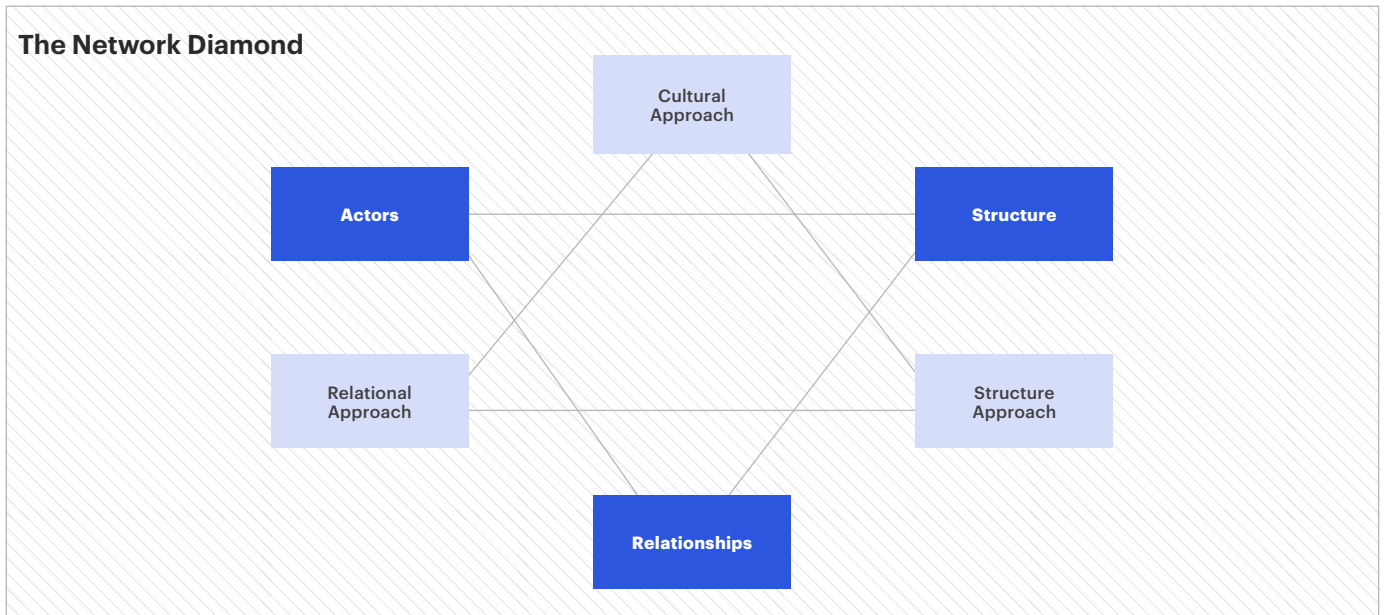 The Network Diamond
Cultural
Approach
Actors
Structure
Relational
Approach
Structure
Approach
Relationships